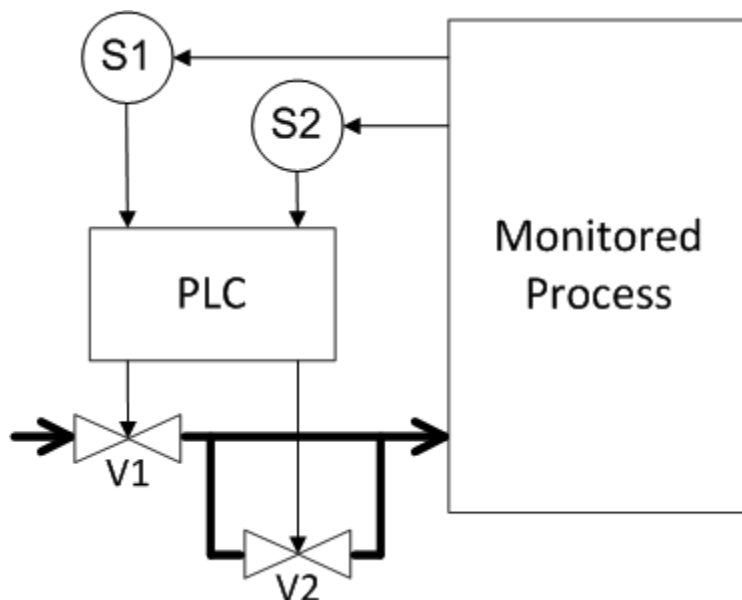 S1
S2
Monitored
Process
PLC
V1
V2